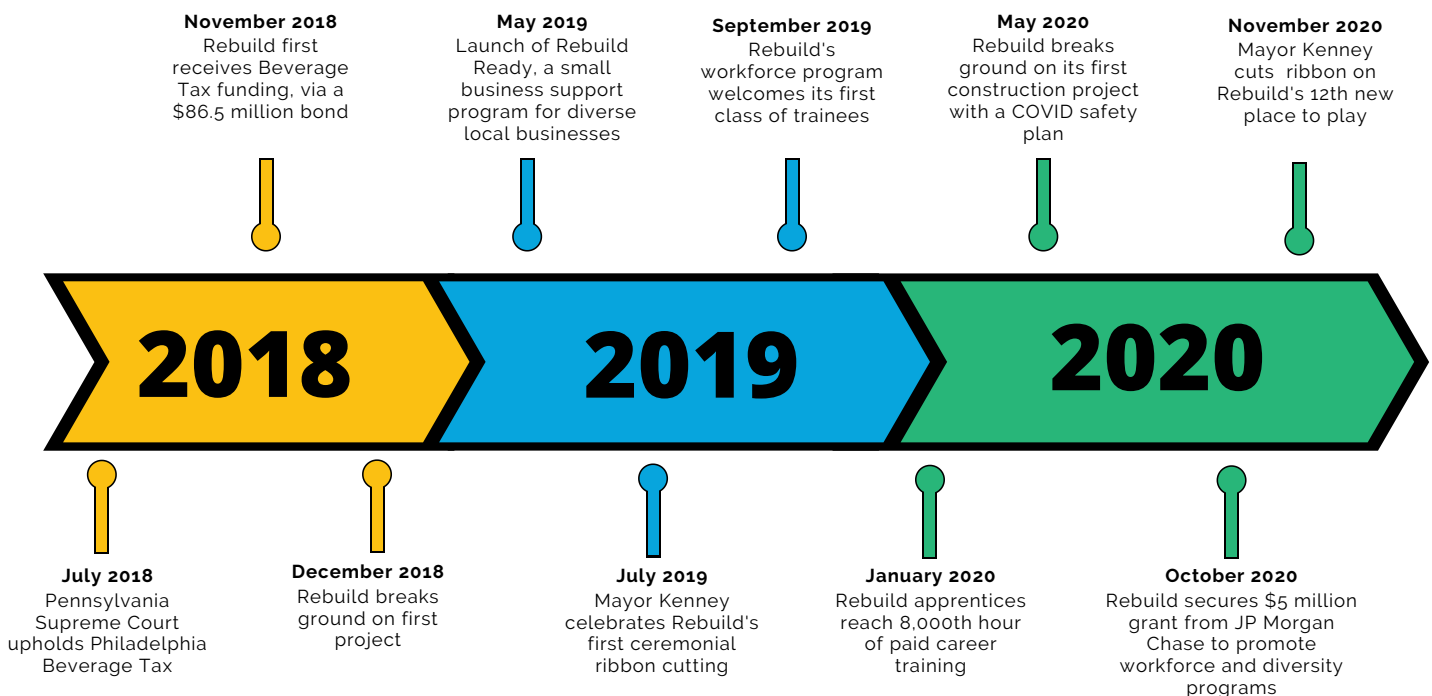 November 2018
Rebuild first
receives Beverage
Tax funding, via a
$86.5 million bond
May 2019
Launch of Rebuild
Ready, a small
business support
program for diverse
local businesses
September 2019
Rebuild's
workforce program
welcomes its first
class of trainees
May 2020
Rebuild breaks
ground on its first
construction project
with a COVID safety
plan
November 2020
Mayor Kenney
cuts ribbon on
Rebuild's 12th new
place to play
2018
2019
2020
July 2018
Pennsylvania
Supreme Court
upholds Philadelphia
Beverage Tax
December 2018
Rebuild breaks
ground on first
project
July 2019
Mayor Kenney
celebrates Rebuild's
first ceremonial
ribbon cutting
January 2020
Rebuild apprentices
reach 8,000th hour
of paid career
training
October 2020
Rebuild secures $5 million
grant from JP Morgan
Chase to promote
workforce and diversity
programs